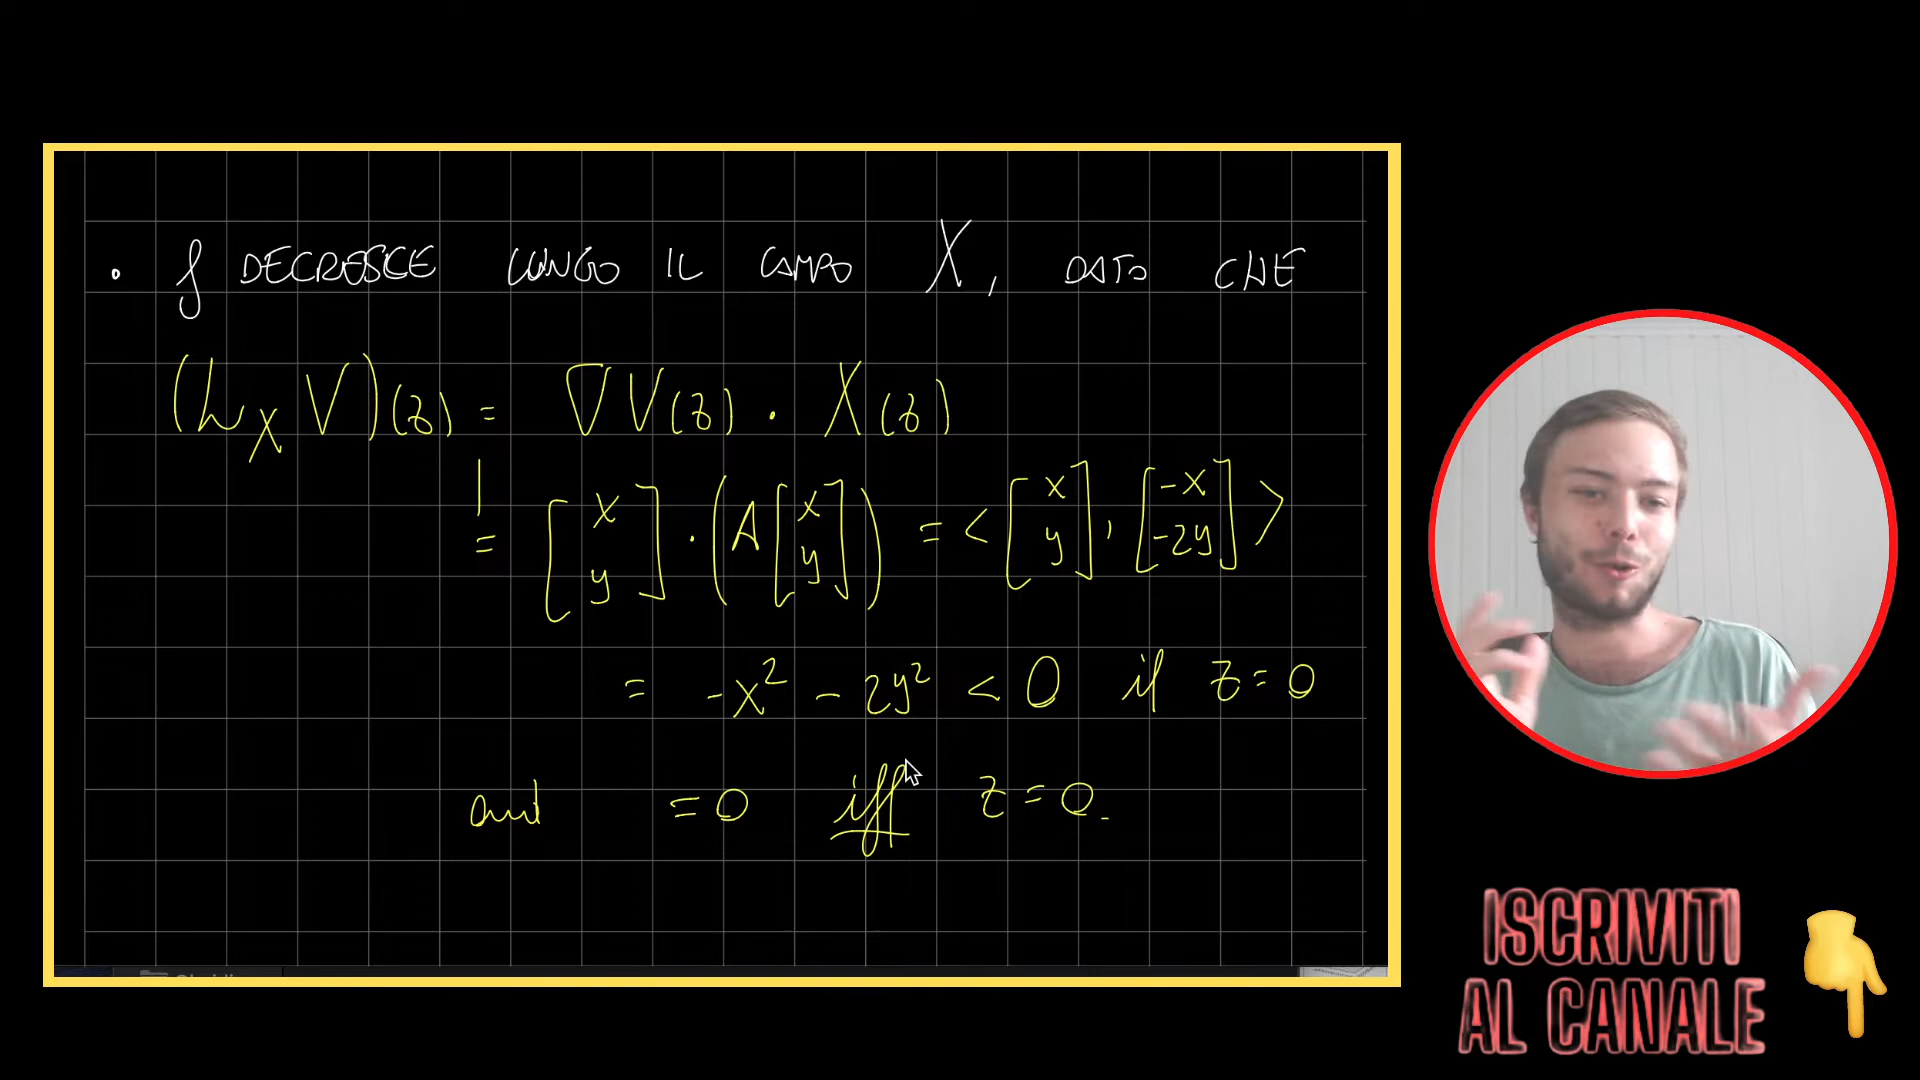 • f DECRESCE LUNGO IL CAMPO X, DATO CHE
(L_X V)(z) = ∇V(z) · X(z)
= [x y] · (A [x y]) = <[x y], [-x -2y]>
= -x² - 2y² < 0 if z = 0
and = 0 iff z = 0.
ISCRIVITI
AL CANALE